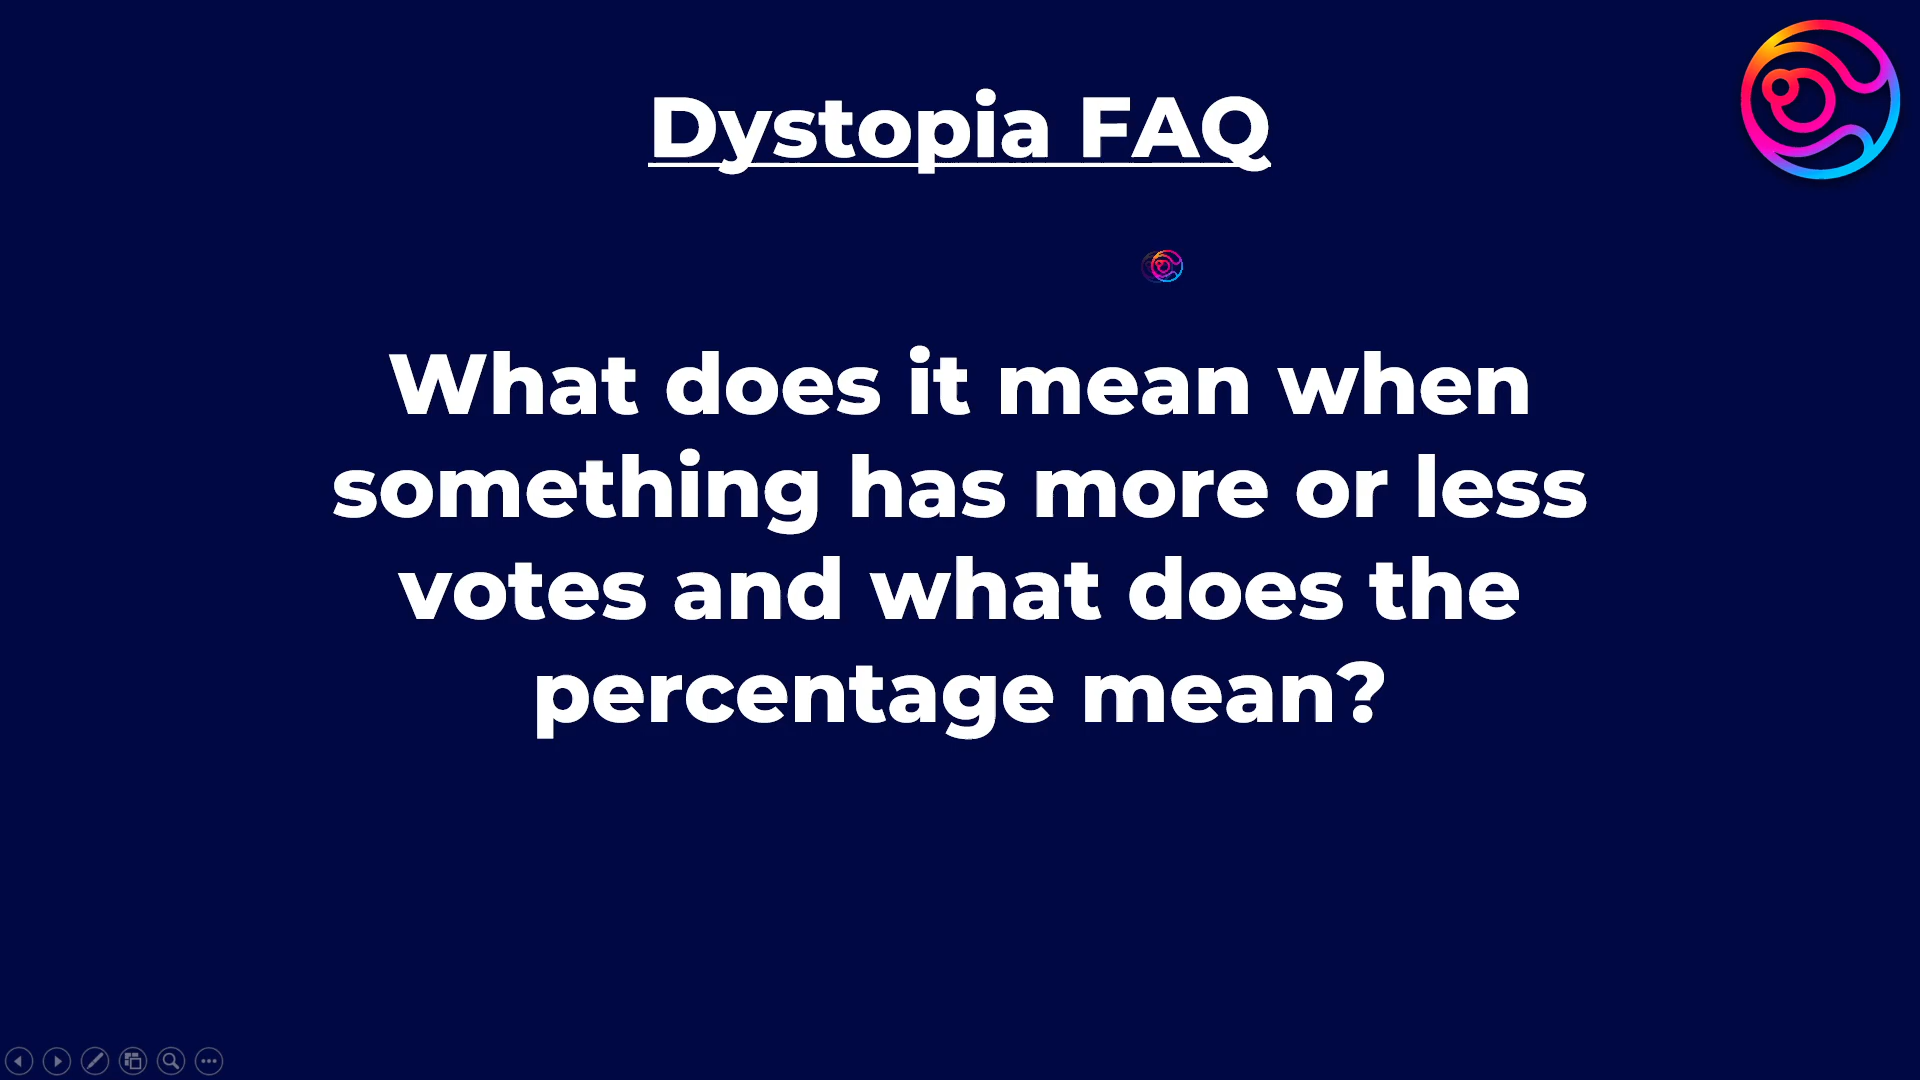 Dystopia FAQ
What does it mean when
something has more or less
votes and what does the
percentage mean?